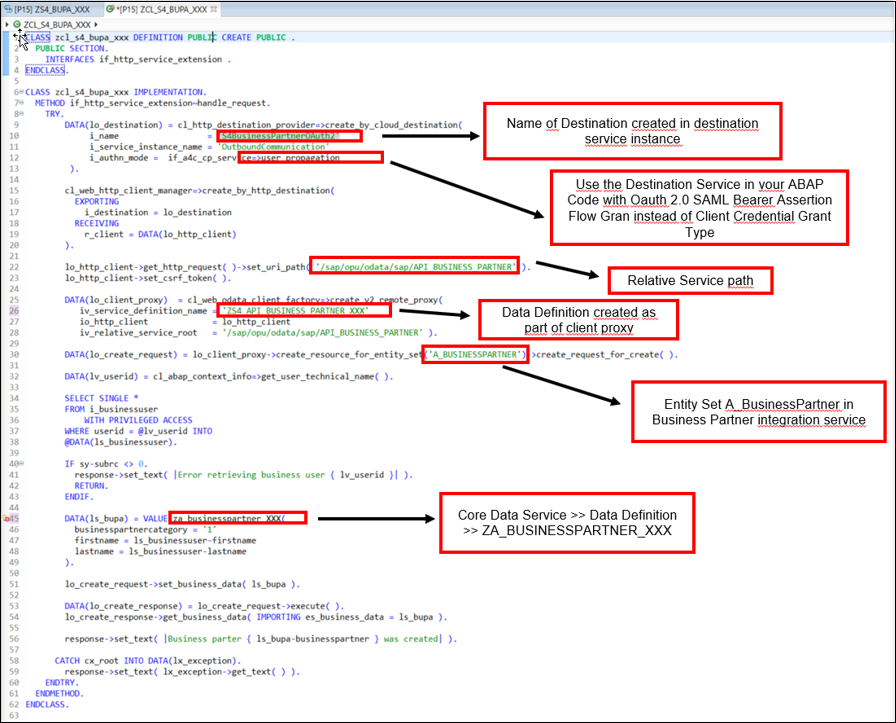 [P15] ZS4_BUPA_XXX *[P15] ZCL_S4_BUPA_XXX
ZCL_S4_BUPA_XXX
1 CLASS zcl_s4_bupa_xxx DEFINITION PUBLIC CREATE PUBLIC .
2 PUBLIC SECTION.
3 INTERFACES if_http_service_extension .
4 ENDCLASS.
5
6 CLASS zcl_s4_bupa_xxx IMPLEMENTATION.
7 METHOD if_http_service_extension~handle_request.
8 TRY.
9 DATA(lo_destination) = cl_http_destination_provider=>create_by_cloud_destination(
10 i_name = 'S4BusinessPartnerOAuth2'
11 i_service_instance_name = 'OutboundCommunication'
12 i_authn_mode = if_a4c_cp_service=>user_propagation
13 ).
14
15 cl_web_http_client_manager=>create_by_http_destination(
16 EXPORTING
17 i_destination = lo_destination
18 RECEIVING
19 r_client = DATA(lo_http_client)
20 ).
21
22 lo_http_client->get_http_request( )->set_uri_path( '/sap/opu/odata/sap/API_BUSINESS_PARTNER' ).
23 lo_http_client->set_csrf_token( ).
24
25 DATA(lo_client_proxy) = cl_web_odata_client_factory=>create_v2_remote_proxy(
26 iv_service_definition_name = 'ZS4_API_BUSINESS_PARTNER_XXX'
27 io_http_client = lo_http_client
28 iv_relative_service_root = '/sap/opu/odata/sap/API_BUSINESS_PARTNER' ).
29
30 DATA(lo_create_request) = lo_client_proxy->create_resource_for_entity_set('A_BUSINESSPARTNER')->create_request_for_create( ).
31
32 DATA(lv_userid) = cl_abap_context_info=>get_user_technical_name( ).
33
34 SELECT SINGLE *
35 FROM i_businessuser
36 WITH PRIVILEGED ACCESS
37 WHERE userid = @lv_userid INTO
38 @DATA(ls_businessuser).
39
40 IF sy-subrc <> 0.
41 response->set_text( |Error retrieving business user { lv_userid }| ).
42 RETURN.
43 ENDIF.
44
45 DATA(ls_bupa) = VALUE za_businesspartner_XXX(
46 businesspartnercategory = '1'
47 firstname = ls_businessuser-firstname
48 lastname = ls_businessuser-lastname
49 ).
50
51 lo_create_request->set_business_data( ls_bupa ).
52
53 DATA(lo_create_response) = lo_create_request->execute( ).
54 lo_create_response->get_business_data( IMPORTING es_business_data = ls_bupa ).
55
56 response->set_text( |Business parter { ls_bupa-businesspartner } was created| ).
57
58 CATCH cx_root INTO DATA(lx_exception).
59 response->set_text( lx_exception->get_text( ) ).
60 ENDTRY.
61 ENDMETHOD.
62 ENDCLASS.
63
Name of Destination created in destination
service instance
Use the Destination Service in your ABAP
Code with Oauth 2.0 SAML Bearer Assertion
Flow Gran instead of Client Credential Grant
Type
Relative Service path
Data Definition created as
part of client proxy
Entity Set A_BusinessPartner in
Business Partner integration service
Core Data Service >> Data Definition
>> ZA_BUSINESSPARTNER_XXX